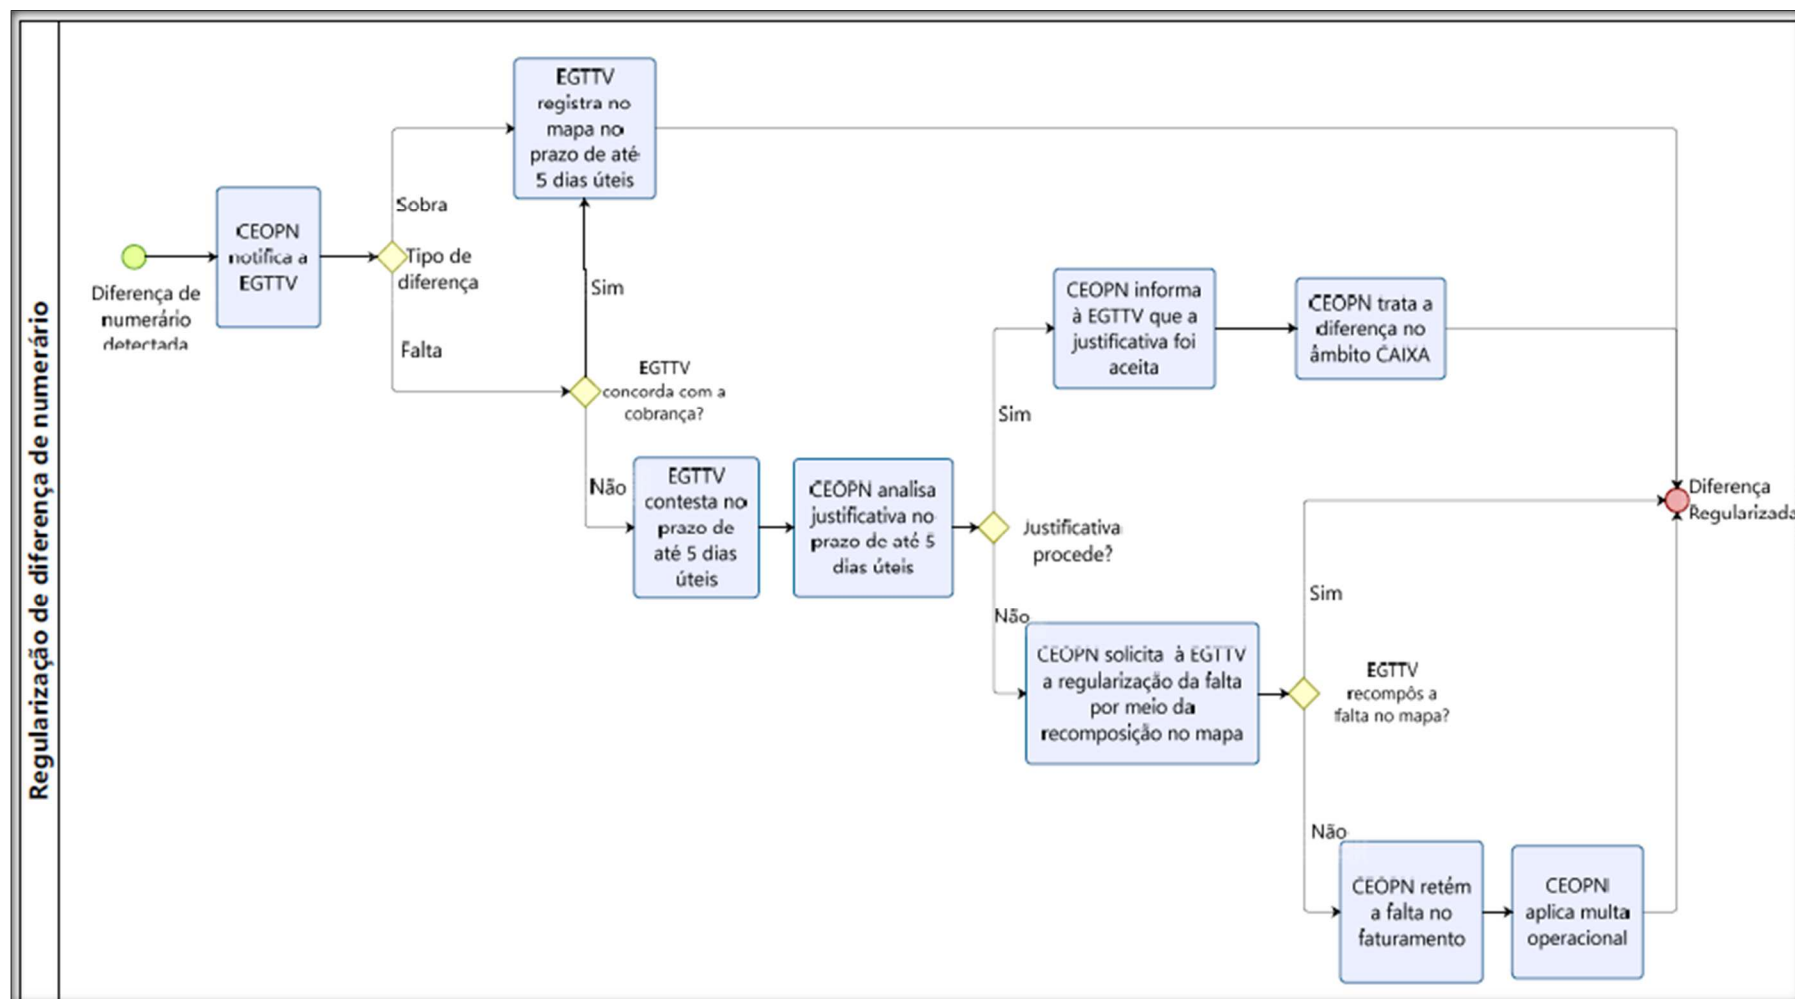 Regularização de diferença de numerário
Diferença de
numerário
detectada
CEOPN
notifica a
EGTTV
Sobra
Tipo de
diferença
Falta
EGTTV
registra no
mapa no
prazo de até
5 dias úteis
Sim
EGTTV
concorda com a
cobrança?
Não
EGTTV
contesta no
prazo de
até 5 dias
úteis
CEOPN analisa
justificativa no
prazo de até 5
dias úteis
Justificativa
procede?
Sim
CEOPN informa
à EGTTV que a
justificativa foi
aceita
CEOPN trata a
diferença no
âmbito CAIXA
Não
CEOPN solicita à EGTTV
a regularização da falta
por meio da
recomposição no mapa
Sim
EGTTV
recompôs a
falta no mapa?
Não
CEOPN retém
a falta no
faturamento
CEOPN
aplica multa
operacional
Diferença
Regularizada